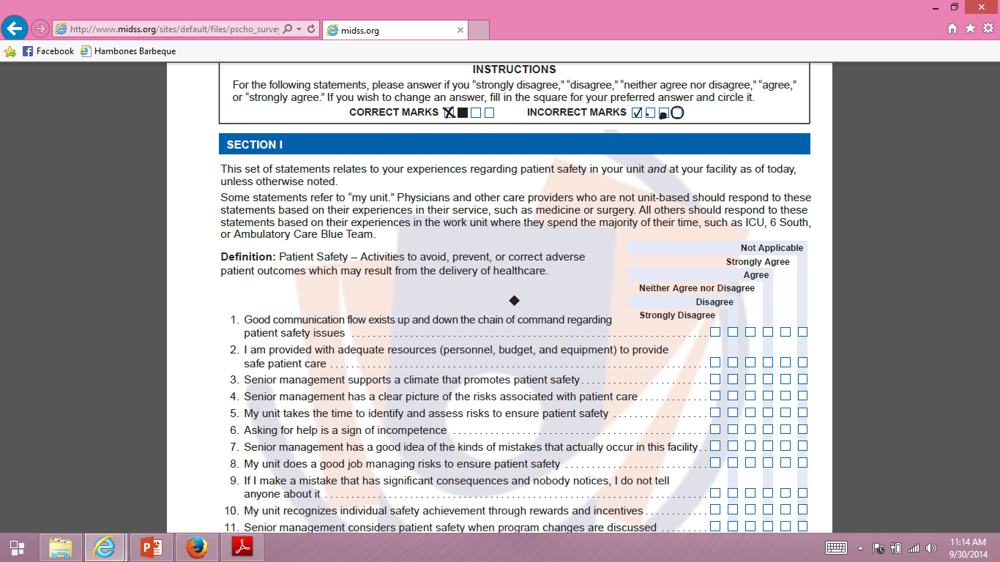 http://www.midss.org/sites/default/files/pscho_surve
midss.org
Facebook Hambones Barbeque
INSTRUCTIONS
For the following statements, please answer if you “strongly disagree,” “disagree,” “neither agree nor disagree,” “agree,”
or “strongly agree.” If you wish to change an answer, fill in the square for your preferred answer and circle it.
CORRECT MARKS INCORRECT MARKS
SECTION I
This set of statements relates to your experiences regarding patient safety in your unit and at your facility as of today,
unless otherwise noted.
Some statements refer to “my unit.” Physicians and other care providers who are not unit-based should respond to these
statements based on their experiences in their service, such as medicine or surgery. All others should respond to these
statements based on their experiences in the work unit where they spend the majority of their time, such as ICU, 6 South,
or Ambulatory Care Blue Team.
Definition: Patient Safety – Activities to avoid, prevent, or correct adverse
patient outcomes which may result from the delivery of healthcare.
Not Applicable
Strongly Agree
Agree
Neither Agree nor Disagree
Disagree
Strongly Disagree
1. Good communication flow exists up and down the chain of command regarding
patient safety issues
2. I am provided with adequate resources (personnel, budget, and equipment) to provide
safe patient care
3. Senior management supports a climate that promotes patient safety
4. Senior management has a clear picture of the risks associated with patient care
5. My unit takes the time to identify and assess risks to ensure patient safety
6. Asking for help is a sign of incompetence
7. Senior management has a good idea of the kinds of mistakes that actually occur in this facility
8. My unit does a good job managing risks to ensure patient safety
9. If I make a mistake that has significant consequences and nobody notices, I do not tell
anyone about it
10. My unit recognizes individual safety achievement through rewards and incentives
11. Senior management considers patient safety when program changes are discussed
11:14 AM
9/30/2014